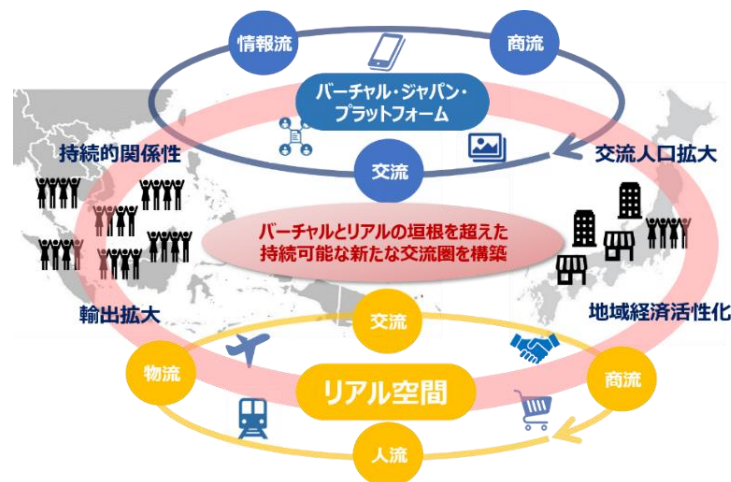 情報流
商流
バーチャル・ジャパン・
プラットフォーム
持続的関係性
交流
交流人口拡大
バーチャルとリアルの垣根を超えた
持続可能な新たな交流圏を構築
輸出拡大
交流
地域経済活性化
物流
リアル空間
商流
人流